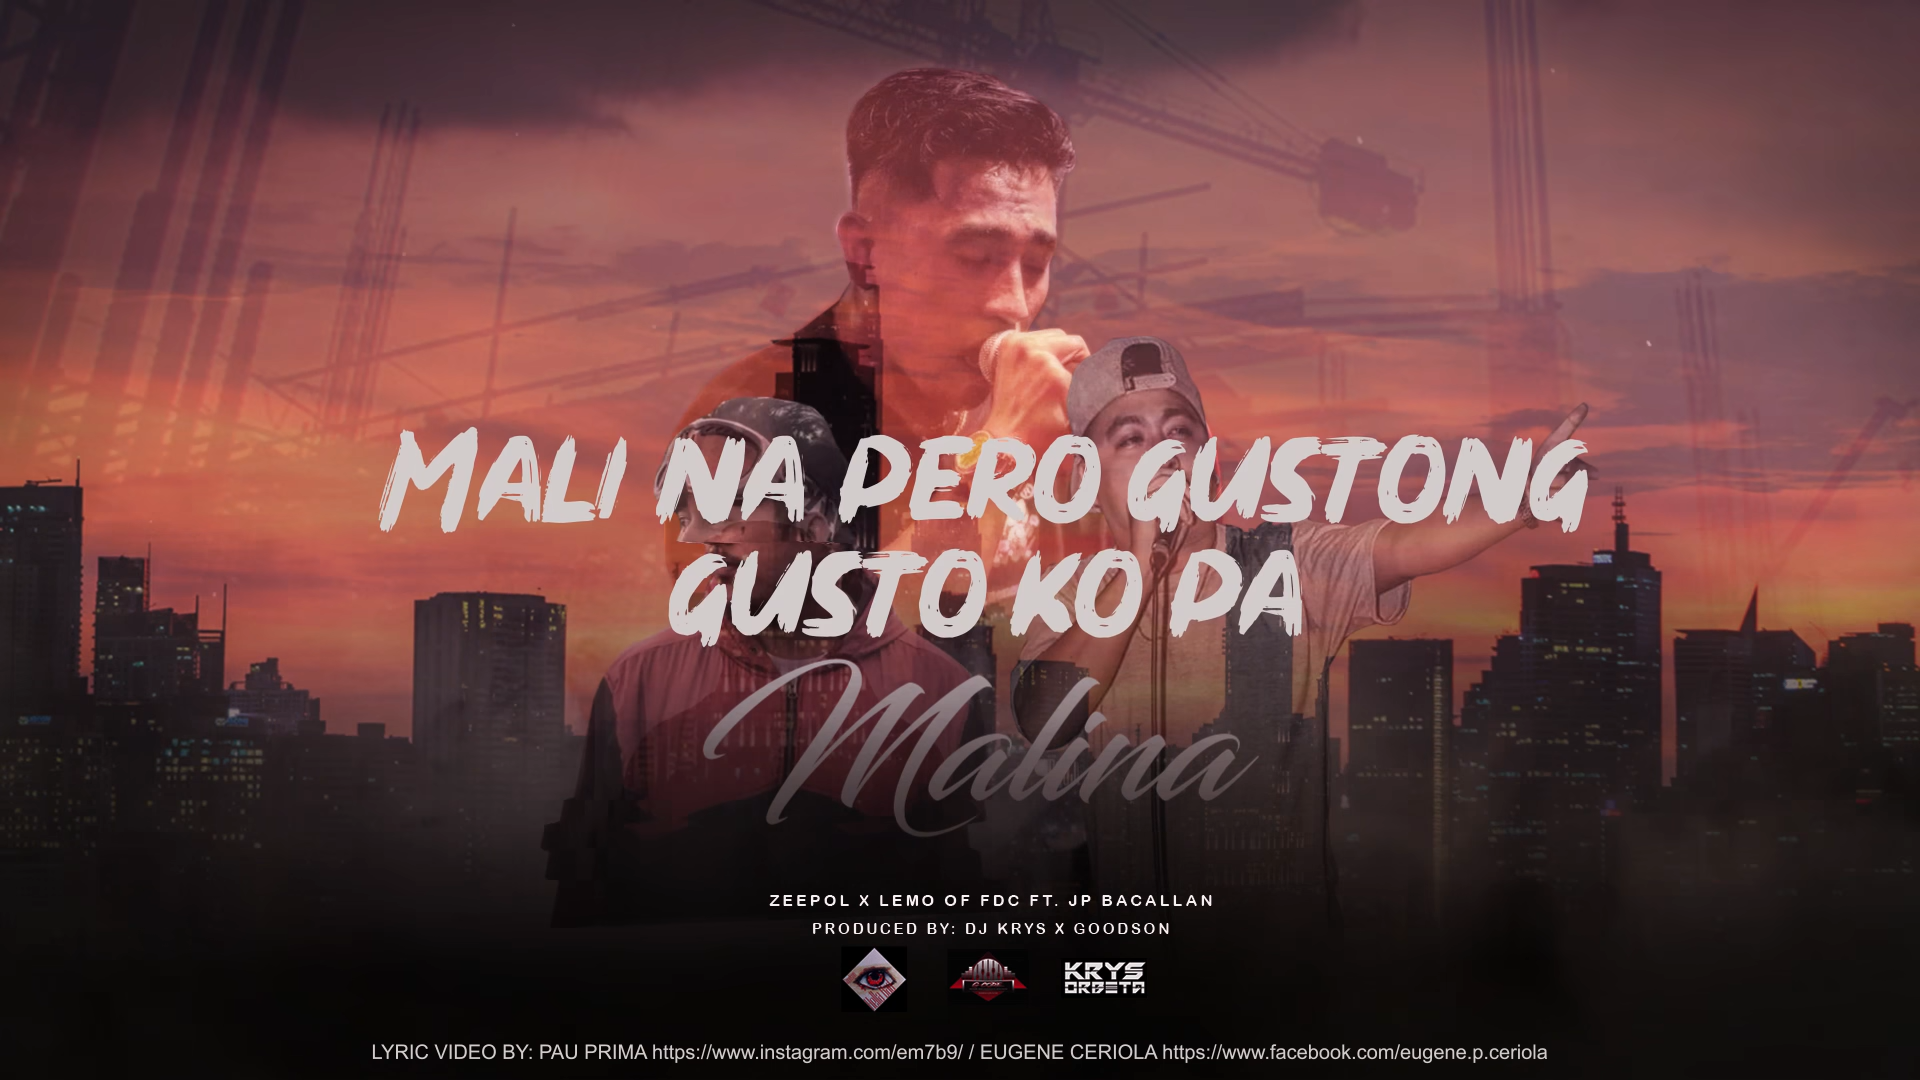 MALI NA PERO GUSTONG
GUSTO KO PA
Malina
ZEEPOL X LEMO OF FDC FT. JP BACALLAN
PRODUCED BY: DJ KRYS X GOODSON
KRYS
ORBETA
LYRIC VIDEO BY: PAU PRIMA https://www.instagram.com/em7b9/ / EUGENE CERIOLA https://www.facebook.com/eugene.p.ceriola